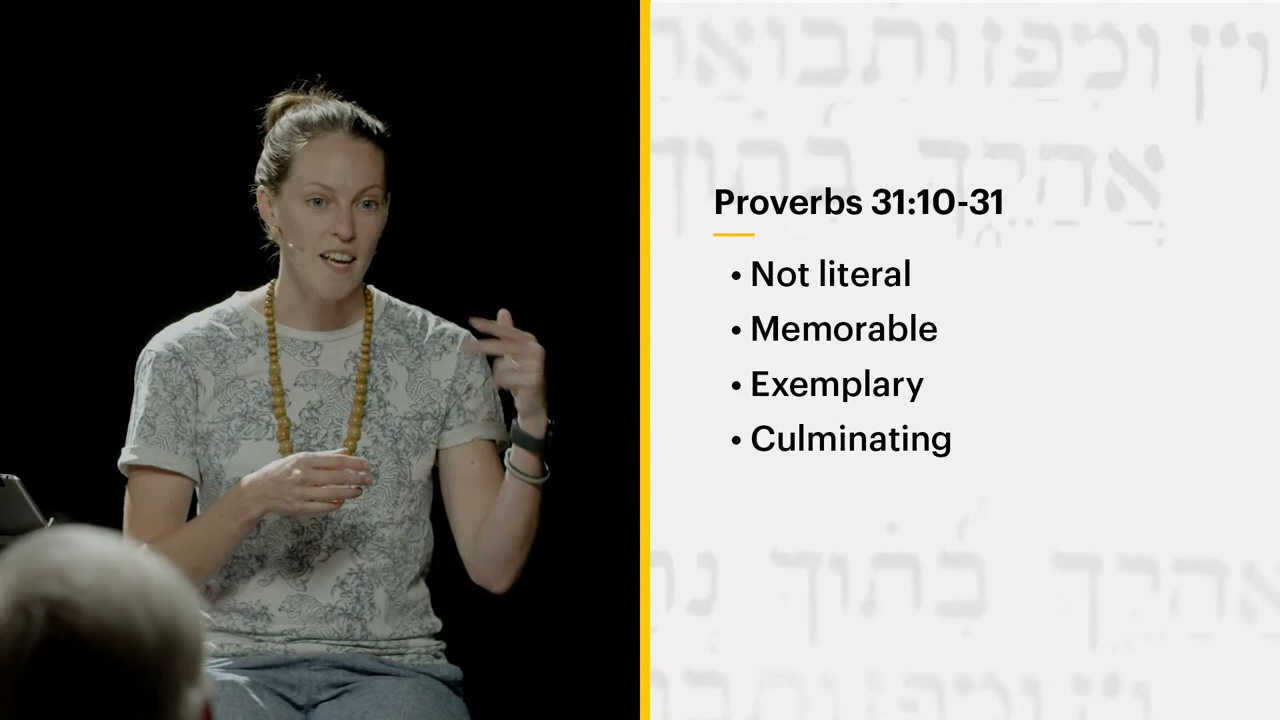 Proverbs 31:10-31
• Not literal
• Memorable
• Exemplary
• Culminating